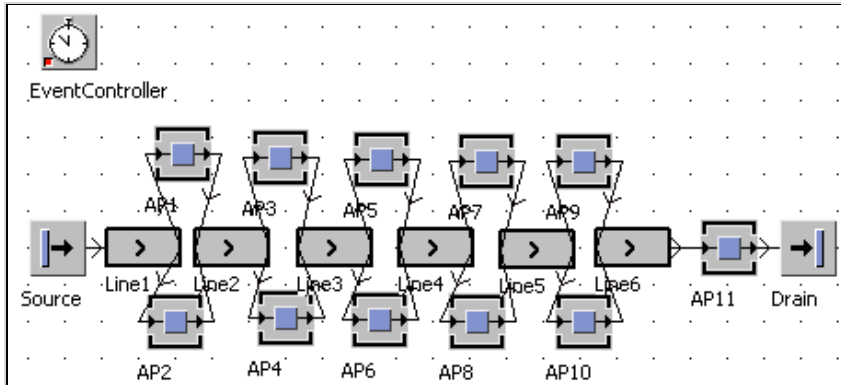 EventController
AP1 AP3 AP5 AP7 AP9
Source Line1 Line2 Line3 Line4 Line5 Line6 AP11 Drain
AP2 AP4 AP6 AP8 AP10